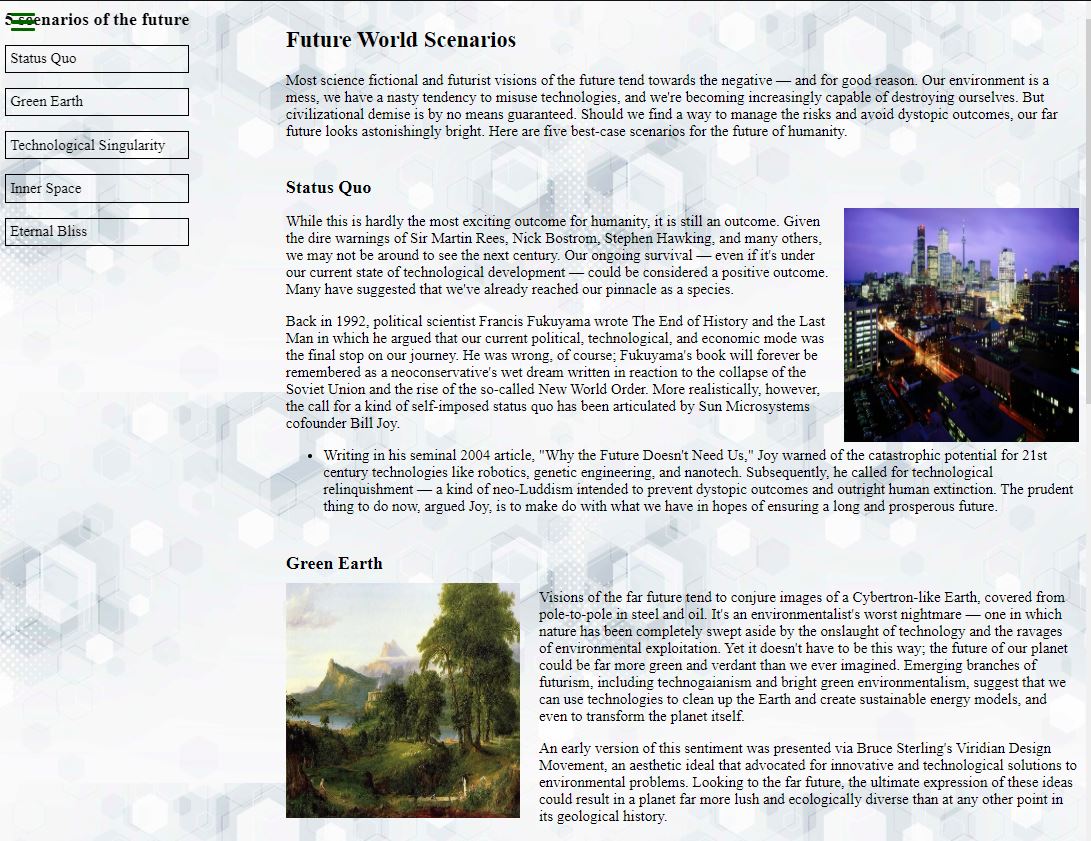 5 scenarios of the future
Status Quo
Green Earth
Technological Singularity
Inner Space
Eternal Bliss
Future World Scenarios
Most science fictional and futurist visions of the future tend towards the negative — and for good reason. Our environment is a
mess, we have a nasty tendency to misuse technologies, and we're becoming increasingly capable of destroying ourselves. But
civilizational demise is by no means guaranteed. Should we find a way to manage the risks and avoid dystopic outcomes, our far
future looks astonishingly bright. Here are five best-case scenarios for the future of humanity.
Status Quo
While this is hardly the most exciting outcome for humanity, it is still an outcome. Given
the dire warnings of Sir Martin Rees, Nick Bostrom, Stephen Hawking, and many others,
we may not be around to see the next century. Our ongoing survival — even if it's under
our current state of technological development — could be considered a positive outcome.
Many have suggested that we've already reached our pinnacle as a species.
Back in 1992, political scientist Francis Fukuyama wrote The End of History and the Last
Man in which he argued that our current political, technological, and economic mode was
the final stop on our journey. He was wrong, of course; Fukuyama's book will forever be
remembered as a neoconservative's wet dream written in reaction to the collapse of the
Soviet Union and the rise of the so-called New World Order. More realistically, however,
the call for a kind of self-imposed status quo has been articulated by Sun Microsystems
cofounder Bill Joy.
• Writing in his seminal 2004 article, "Why the Future Doesn't Need Us," Joy warned of the catastrophic potential for 21st
century technologies like robotics, genetic engineering, and nanotech. Subsequently, he called for technological
relinquishment — a kind of neo-Luddism intended to prevent dystopic outcomes and outright human extinction. The prudent
thing to do now, argued Joy, is to make do with what we have in hopes of ensuring a long and prosperous future.
Green Earth
Visions of the far future tend to conjure images of a Cybertron-like Earth, covered from
pole-to-pole in steel and oil. It's an environmentalist's worst nightmare — one in which
nature has been completely swept aside by the onslaught of technology and the ravages
of environmental exploitation. Yet it doesn't have to be this way; the future of our planet
could be far more green and verdant than we ever imagined. Emerging branches of
futurism, including technogaianism and bright green environmentalism, suggest that we
can use technologies to clean up the Earth and create sustainable energy models, and
even to transform the planet itself.
An early version of this sentiment was presented via Bruce Sterling's Viridian Design
Movement, an aesthetic ideal that advocated for innovative and technological solutions to
environmental problems. Looking to the far future, the ultimate expression of these ideas
could result in a planet far more lush and ecologically diverse than at any other point in
its geological history.